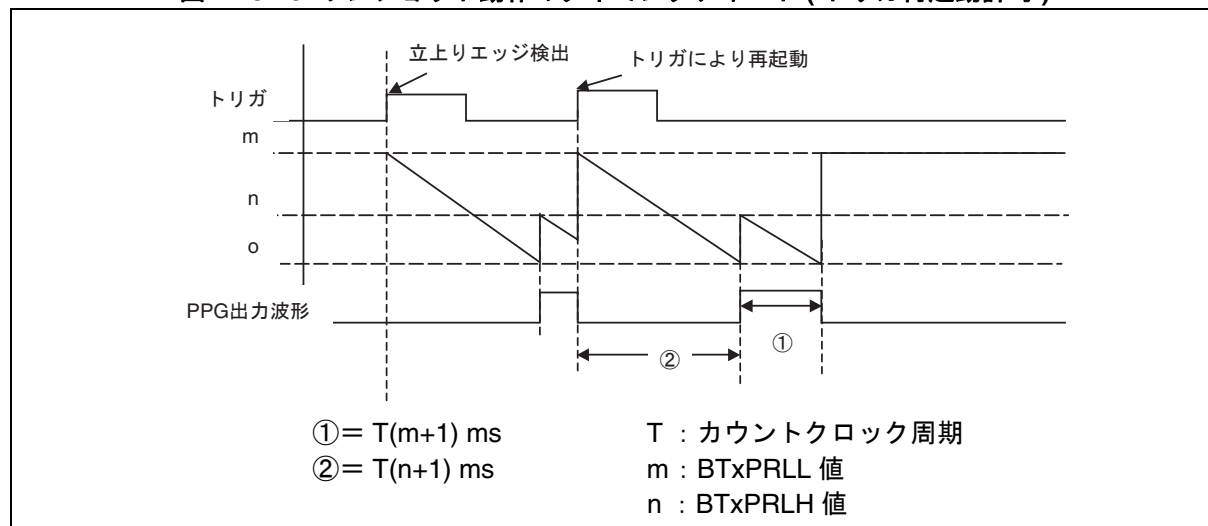 立上りエッジ検出
トリガにより再起動
トリガ
m
n
o
PPG出力波形
①
②
①= T(m+1) ms
②= T(n+1) ms
T : カウントクロック周期
m : BTxPRLL 値
n : BTxPRLH 値